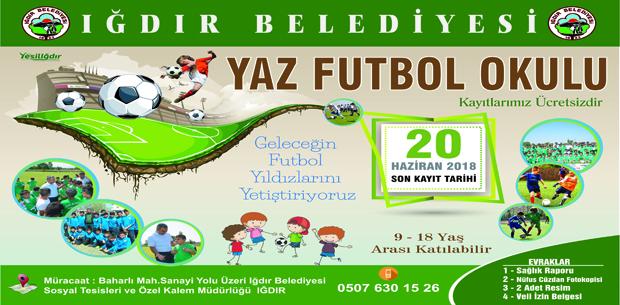 IĞDIR BELEDİYESİ
Yeşiliğdır
YAZ FUTBOL OKULU
Kayıtlarımız Ücretsizdir
20
HAZİRAN 2018
SON KAYIT TARİHİ
Geleceğin
Futbol
Yıldızlarını
Yetiştiriyoruz
9 - 18 Yaş
Arası Katılabilir
EVRAKLAR
1 - Sağlık Raporu
2 - Nüfus Cüzdan Fotokopisi
3 - 2 Adet Resim
4 - Veli İzin Belgesi
Müracaat : Baharlı Mah.Sanayi Yolu Üzeri Iğdır Belediyesi
Sosyal Tesisleri ve Özel Kalem Müdürlüğü IĞDIR
0507 630 15 26